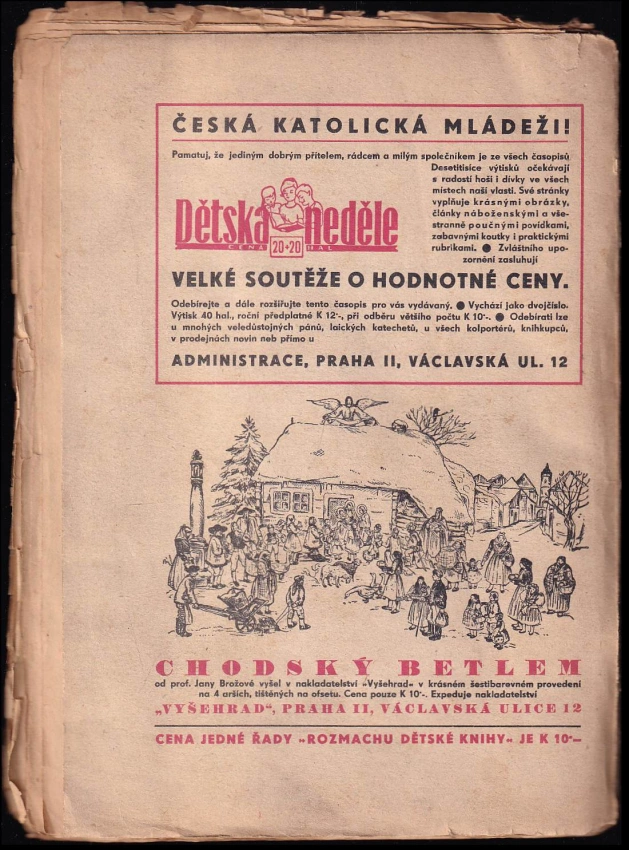 ČESKÁ KATOLICKÁ MLÁDEŽI!
Pamatuj, že jediným dobrým přítelem, rádcem a milým společníkem je ze všech časopisů
Dětská neděle
CENA 20+20 HAL
Desetitisíce výtisků očekávají
s radostí hoši i dívky ve všech
místech naší vlasti. Své stránky
vyplňuje krásnými obrázky,
články náboženskými a vše-
stranně poučnými povídkami,
zábavnými koutky i praktickými
rubrikami. ● Zvláštního upo-
zornění zasluhují
VELKÉ SOUTĚŽE O HODNOTNÉ CENY.
Odebírejte a dále rozšiřujte tento časopis pro vás vydávaný. ● Vychází jako dvojčíslo.
Výtisk 40 hal., roční předplatné K 12·-, při odběru většího počtu K 10·-. ● Odebírati lze
u mnohých veledůstojných pánů, laických katechetů, u všech kolportérů, knihkupců,
v prodejnách novin neb přímo u
ADMINISTRACE, PRAHA II, VÁCLAVSKÁ UL. 12
CHODSKÝ BETLEM
od prof. Jany Brožové vyšel v nakladatelství »Vyšehrad« v krásném šestibarevném provedení
na 4 arších, tištěných na ofsetu. Cena pouze K 10·-. Expeduje nakladatelství
„VYŠEHRAD“, PRAHA II, VÁCLAVSKÁ ULICE 12
CENA JEDNÉ ŘADY »ROZMACHU DĚTSKÉ KNIHY« JE K 10·—